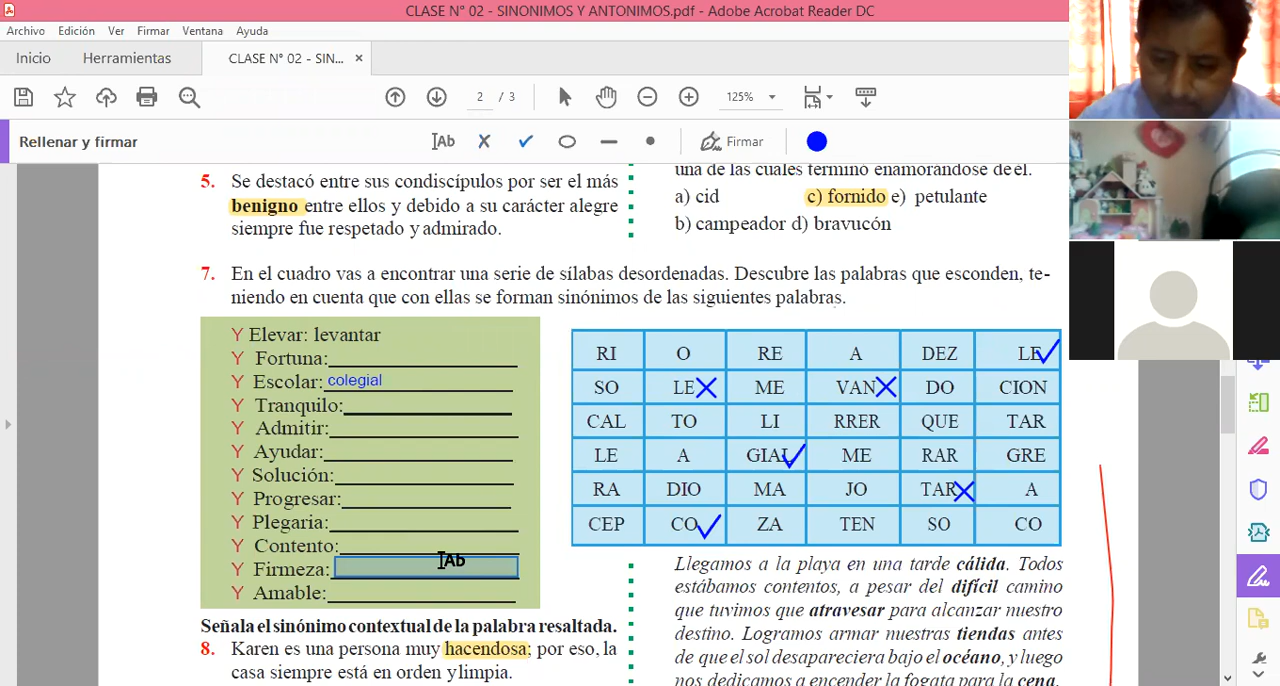 CLASE N° 02 - SINONIMOS Y ANTONIMOS.pdf - Adobe Acrobat Reader DC
Archivo Edición Ver Firmar Ventana Ayuda
Inicio Herramientas CLASE N° 02 - SIN... ×
2 / 3 125%
Rellenar y firmar Ab Firmar
5. Se destacó entre sus condiscípulos por ser el más
benigno entre ellos y debido a su carácter alegre
siempre fue respetado y admirado.
una de las cuales terminó enamorándose de él.
a) cid c) fornido e) petulante
b) campeador d) bravucón
7. En el cuadro vas a encontrar una serie de sílabas desordenadas. Descubre las palabras que esconden, te-
niendo en cuenta que con ellas se forman sinónimos de las siguientes palabras.
Y Elevar: levantar
Y Fortuna:
Y Escolar: colegial
Y Tranquilo:
Y Admitir:
Y Ayudar:
Y Solución:
Y Progresar:
Y Plegaria:
Y Contento:
Y Firmeza: Ab
Y Amable:
RI O RE A DEZ LE
SO LE ME VAN DO CION
CAL TO LI RRER QUE TAR
LE A GIAL ME RAR GRE
RA DIO MA JO TAR A
CEP CO ZA TEN SO CO
Señala el sinónimo contextual de la palabra resaltada.
8. Karen es una persona muy hacendosa; por eso, la
casa siempre está en orden y limpia.
Llegamos a la playa en una tarde cálida. Todos
estábamos contentos, a pesar del difícil camino
que tuvimos que atravesar para alcanzar nuestro
destino. Logramos armar nuestras tiendas antes
de que el sol desapareciera bajo el océano, y luego
nos dedicamos a encender la fogata para la cena.